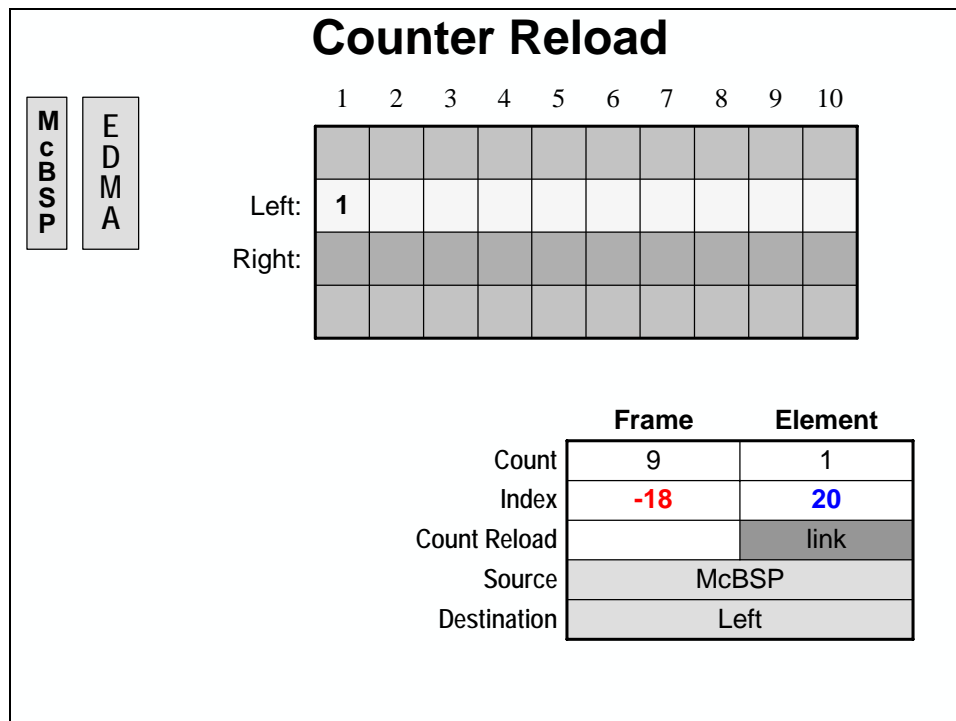 Counter Reload
McBSP
EDMA
1 2 3 4 5 6 7 8 9 10
Left: 1
Right:
Frame Element
Count 9 1
Index -18 20
Count Reload link
Source McBSP
Destination Left